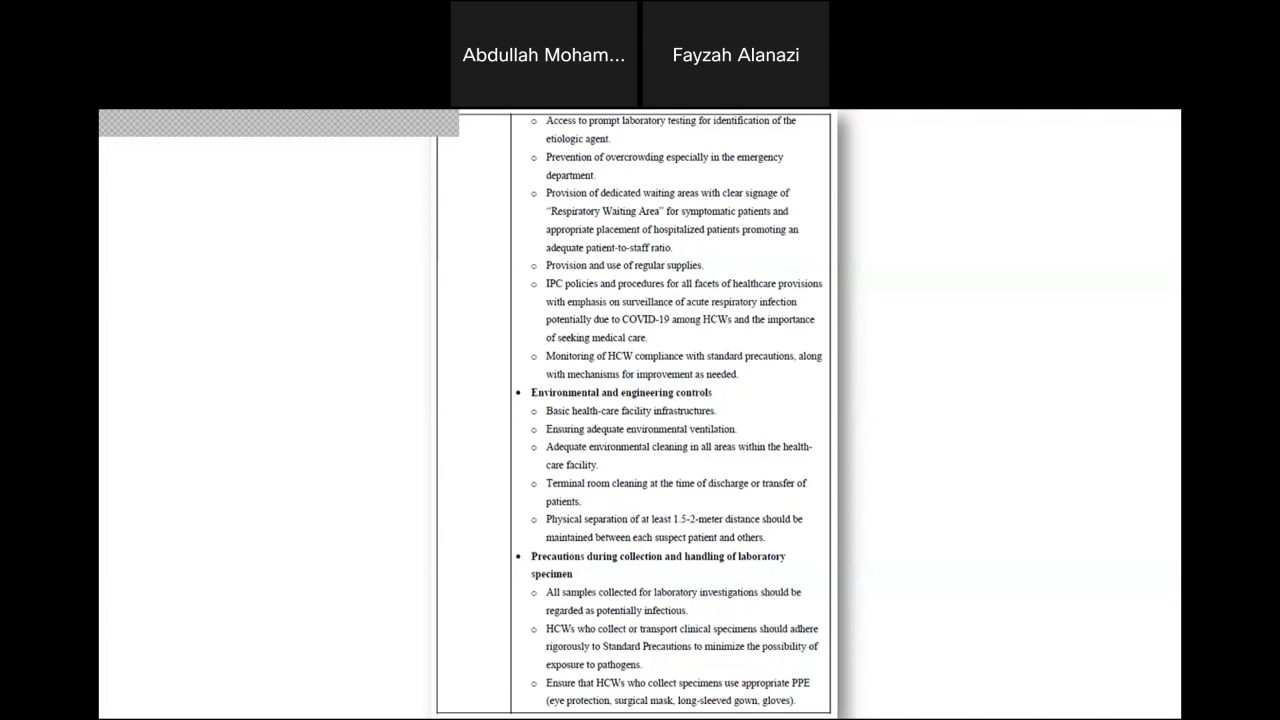 Abdullah Moham...
Fayzah Alanazi
o Access to prompt laboratory testing for identification of the
etiologic agent.
o Prevention of overcrowding especially in the emergency
department.
o Provision of dedicated waiting areas with clear signage of
“Respiratory Waiting Area” for symptomatic patients and
appropriate placement of hospitalized patients promoting an
adequate patient-to-staff ratio.
o Provision and use of regular supplies.
o IPC policies and procedures for all facets of healthcare provisions
with emphasis on surveillance of acute respiratory infection
potentially due to COVID-19 among HCWs and the importance
of seeking medical care.
o Monitoring of HCW compliance with standard precautions, along
with mechanisms for improvement as needed.
• Environmental and engineering controls
o Basic health-care facility infrastructures.
o Ensuring adequate environmental ventilation.
o Adequate environmental cleaning in all areas within the health-
care facility.
o Terminal room cleaning at the time of discharge or transfer of
patients.
o Physical separation of at least 1.5-2-meter distance should be
maintained between each suspect patient and others.
• Precautions during collection and handling of laboratory
specimen
o All samples collected for laboratory investigations should be
regarded as potentially infectious.
o HCWs who collect or transport clinical specimens should adhere
rigorously to Standard Precautions to minimize the possibility of
exposure to pathogens.
o Ensure that HCWs who collect specimens use appropriate PPE
(eye protection, surgical mask, long-sleeved gown, gloves).